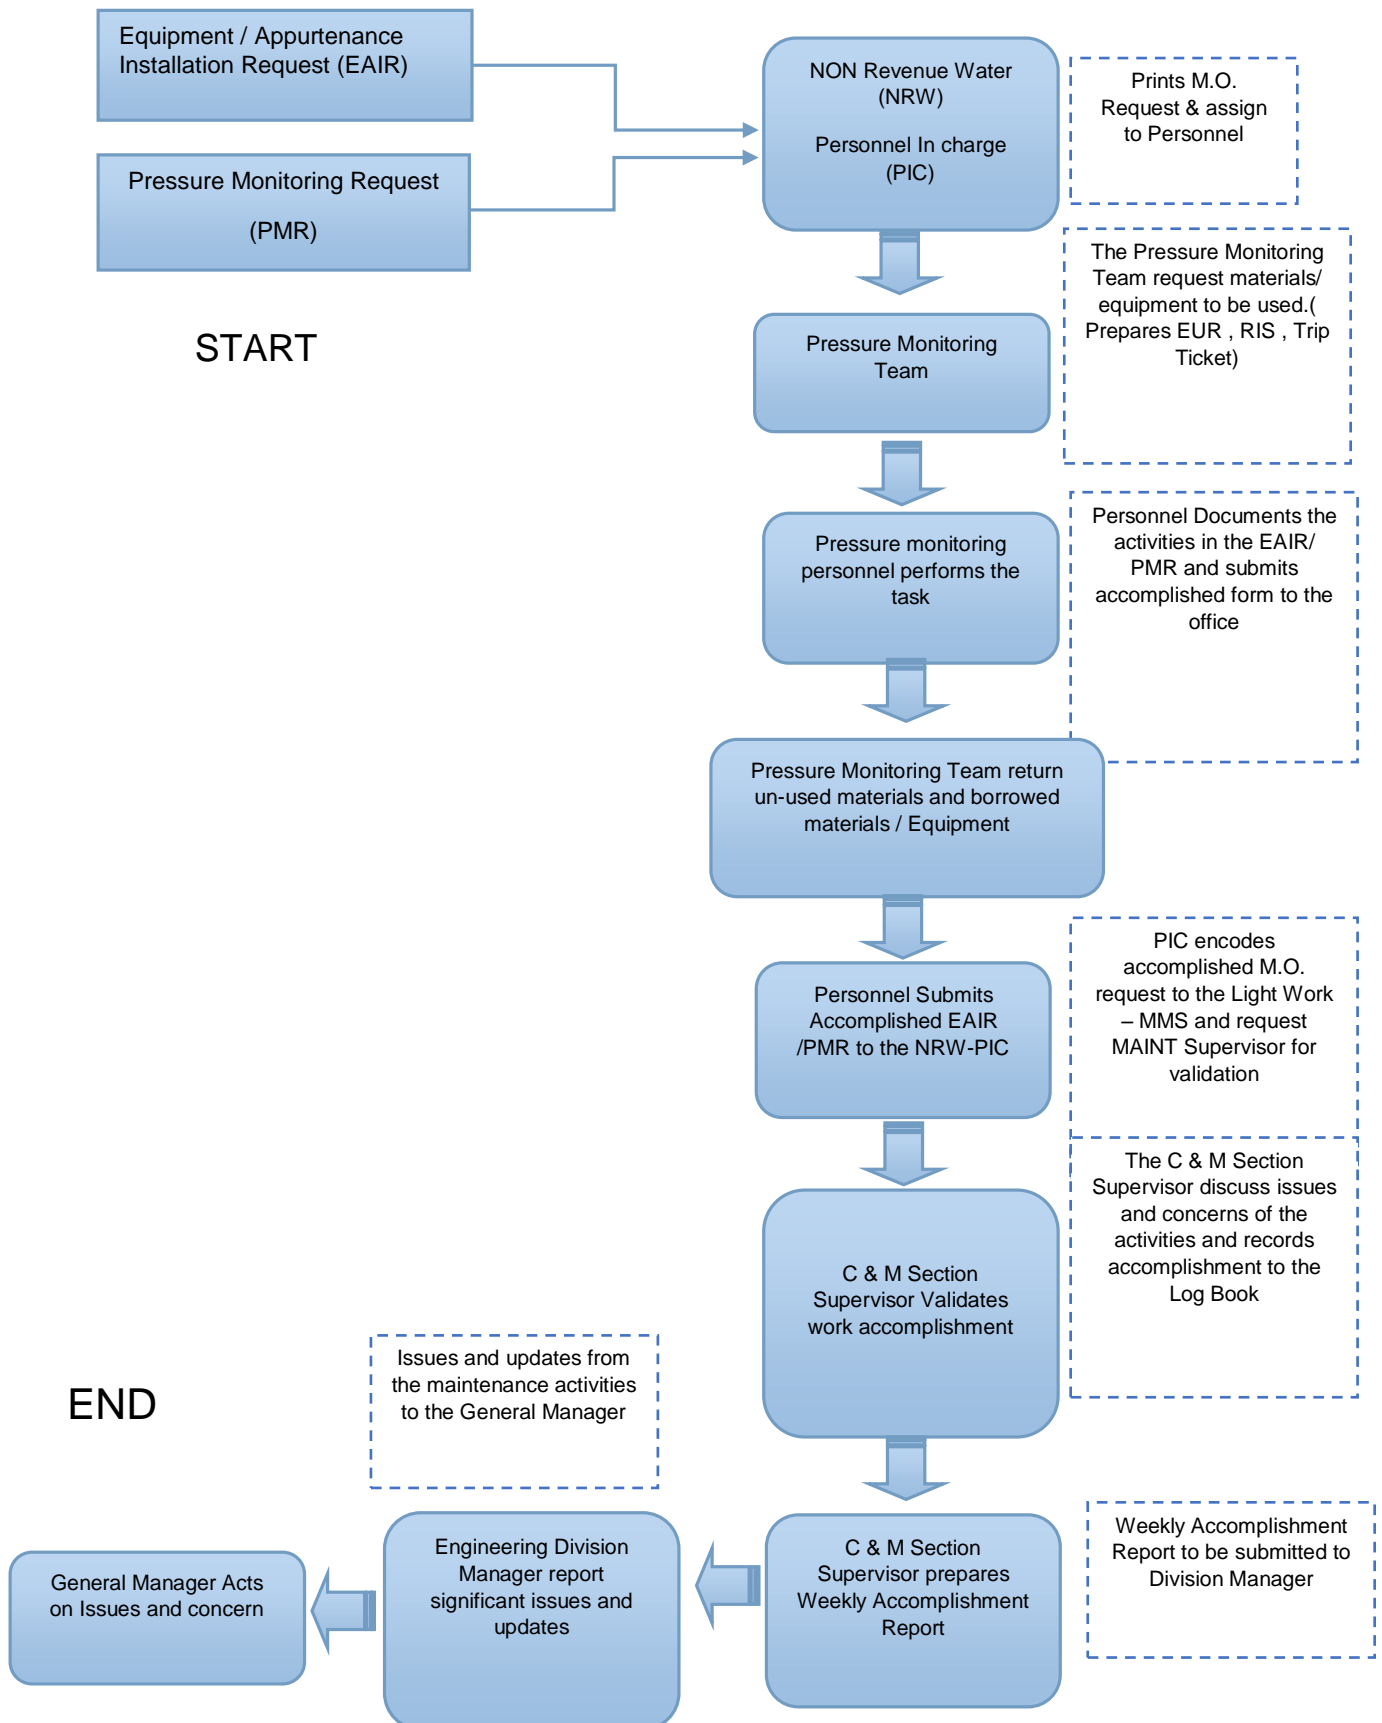 Equipment / Appurtenance
Installation Request (EAIR)
NON Revenue Water
(NRW)
Personnel In charge
(PIC)
Prints M.O.
Request & assign
to Personnel
Pressure Monitoring Request
(PMR)
START
The Pressure Monitoring
Team request materials/
equipment to be used.(
Prepares EUR , RIS , Trip
Ticket)
Pressure Monitoring
Team
Pressure monitoring
personnel performs the
task
Personnel Documents the
activities in the EAIR/
PMR and submits
accomplished form to the
office
Pressure Monitoring Team return
un-used materials and borrowed
materials / Equipment
Personnel Submits
Accomplished EAIR
/PMR to the NRW-PIC
PIC encodes
accomplished M.O.
request to the Light Work
– MMS and request
MAINT Supervisor for
validation
The C & M Section
Supervisor discuss issues
and concerns of the
activities and records
accomplishment to the
Log Book
C & M Section
Supervisor Validates
work accomplishment
Issues and updates from
the maintenance activities
to the General Manager
END
Weekly Accomplishment
Report to be submitted to
Division Manager
C & M Section
Supervisor prepares
Weekly Accomplishment
Report
Engineering Division
Manager report
significant issues and
updates
General Manager Acts
on Issues and concern